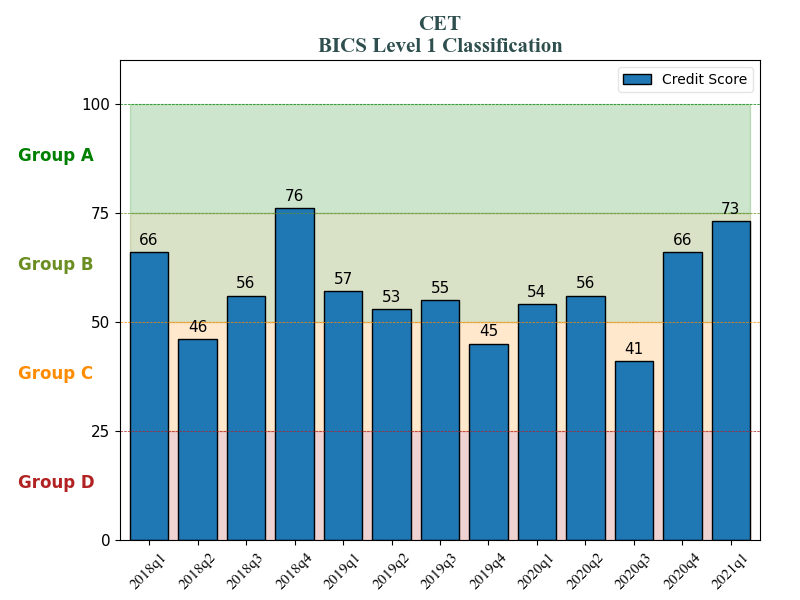 CET
BICS Level 1 Classification
Credit Score
100
Group A
76
75
73
66
66
Group B
57
56
56
55
54
53
50
46
45
41
Group C
25
Group D
0
2018q1 2018q2 2018q3 2018q4 2019q1 2019q2 2019q3 2019q4 2020q1 2020q2 2020q3 2020q4 2021q1